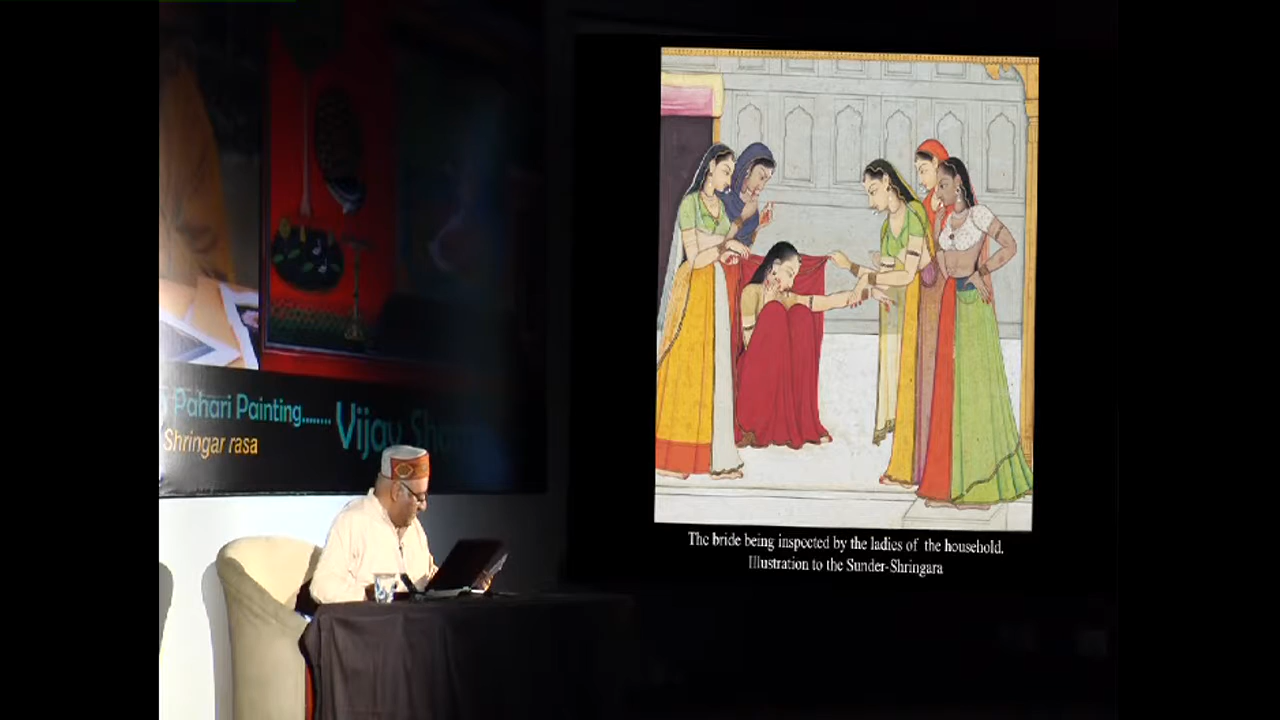 Pahari Painting....... Vijay
Shringar rasa
The bride being inspected by the ladies of the household.
Illustration to the Sunder-Shringara